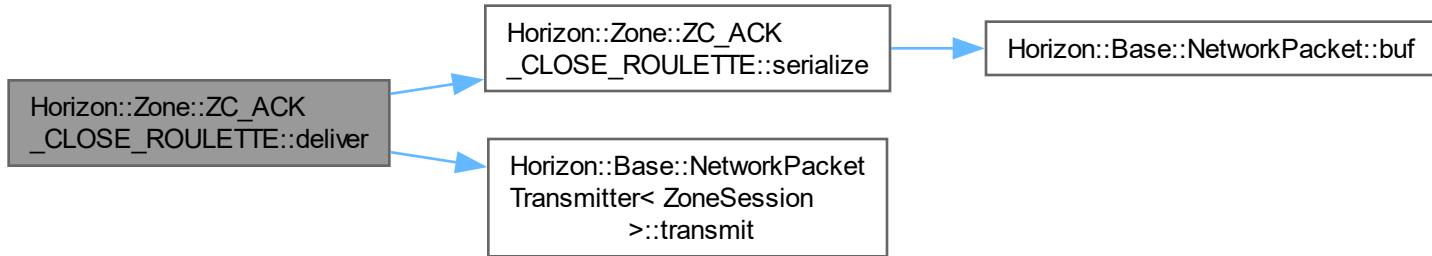 Horizon::Zone::ZC_ACK
_CLOSE_ROULETTE::deliver
Horizon::Zone::ZC_ACK
_CLOSE_ROULETTE::serialize
Horizon::Base::NetworkPacket::buf
Horizon::Base::NetworkPacket
Transmitter< ZoneSession
>::transmit